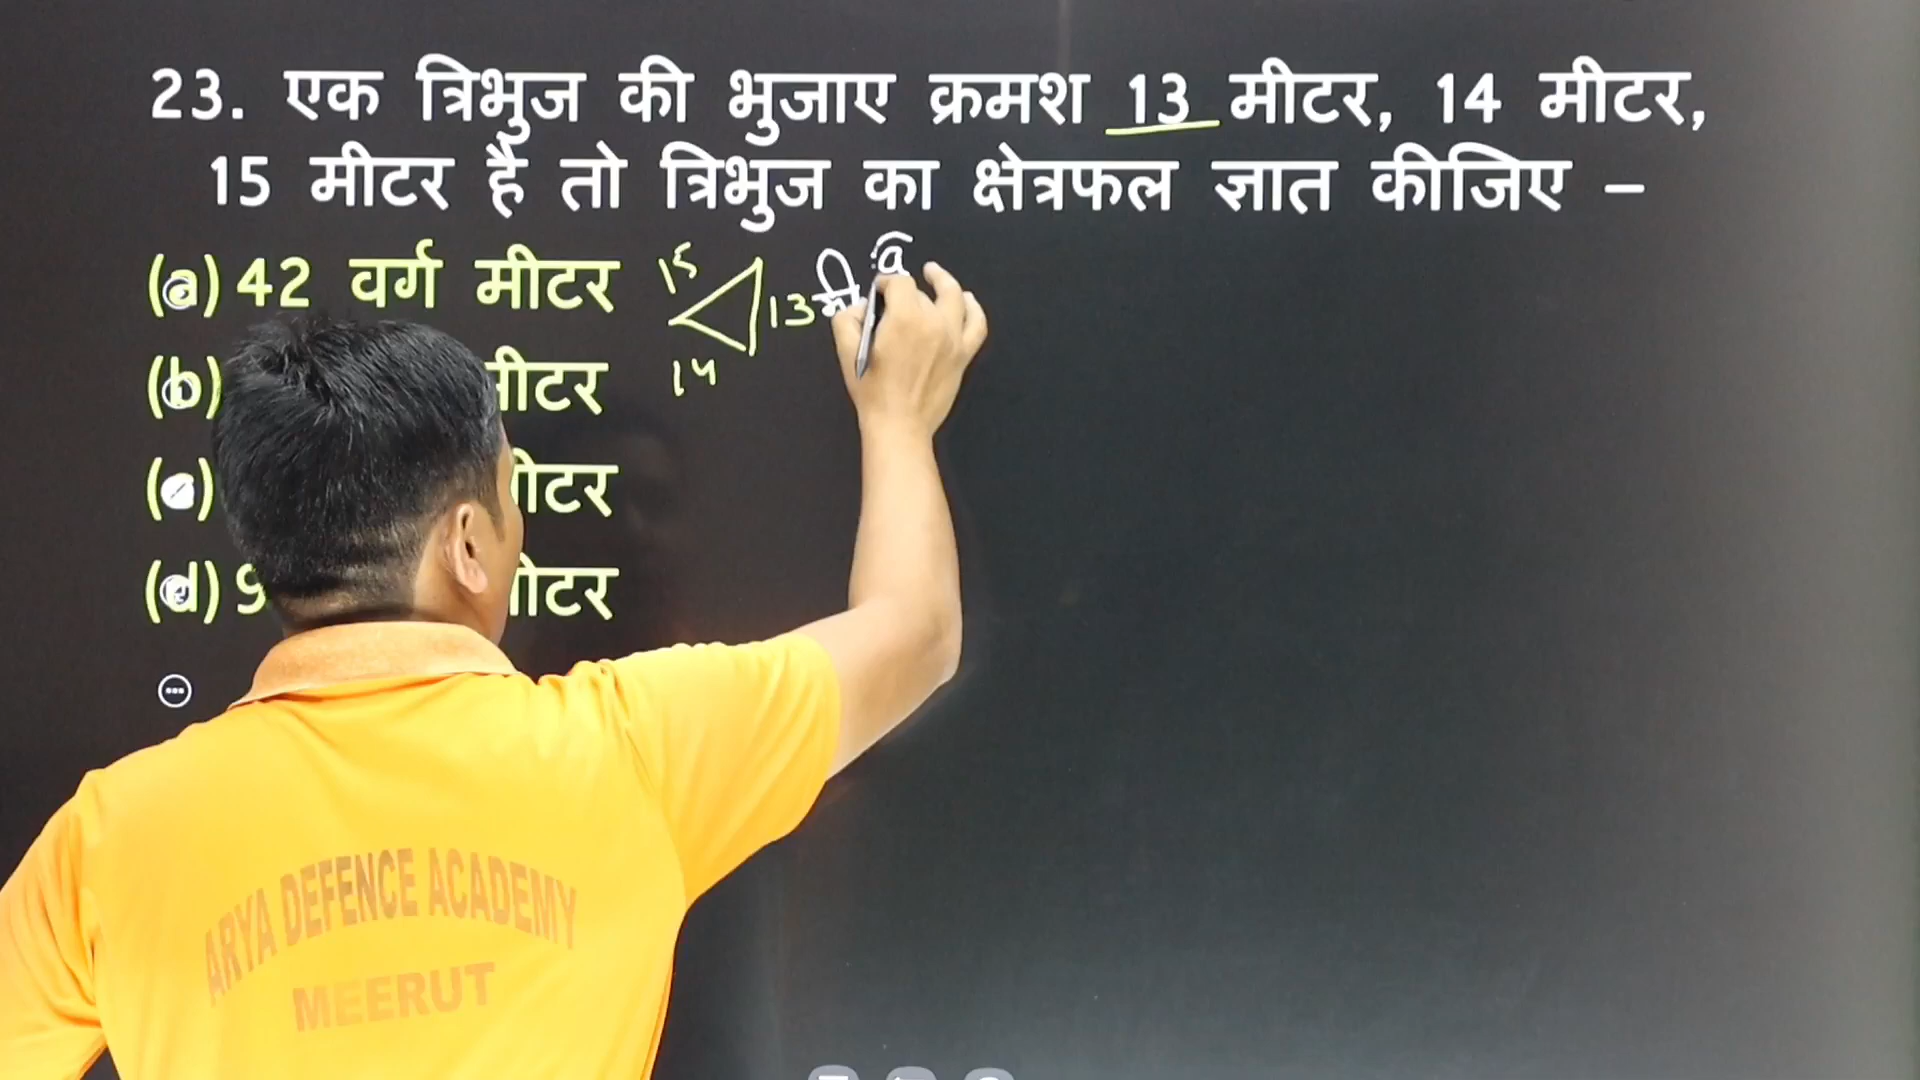 23. एक त्रिभुज की भुजाए क्रमश 13 मीटर, 14 मीटर,
15 मीटर है तो त्रिभुज का क्षेत्रफल ज्ञात कीजिए –
(a) 42 वर्ग मीटर
15
13
14
(b) मीटर
मीटर
(d) 9 मीटर
ARYA DEFENCE ACADEMY
MEERUT